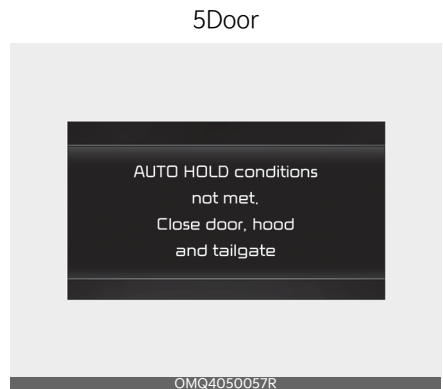 5Door
AUTO HOLD conditions
not met.
Close door, hood
and tailgate
OMQ4050057R